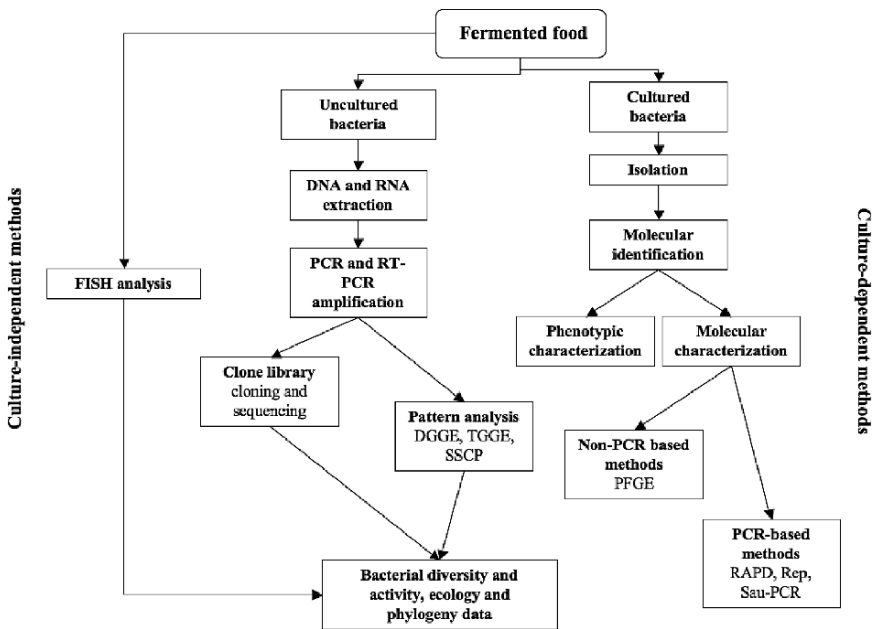 Fermented food
Uncultured
bacteria
Cultured
bacteria
DNA and RNA
extraction
Isolation
PCR and RT-
PCR
amplification
Molecular
identification
FISH analysis
Phenotypic
characterization
Molecular
characterization
Clone library
cloning and
sequencing
Pattern analysis
DGGE, TGGE,
SSCP
Non-PCR based
methods
PFGE
PCR-based
methods
RAPD, Rep,
Sau-PCR
Bacterial diversity and
activity, ecology and
phylogeny data
Culture-independent methods
Culture-dependent methods